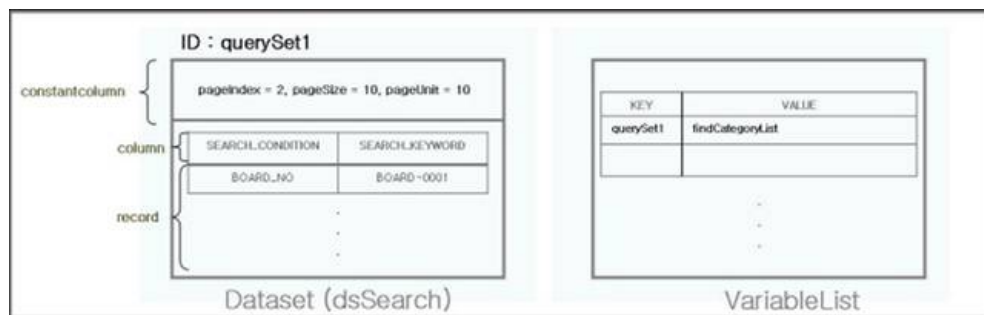 ID : querySet1
constantcolumn
pageIndex = 2, pageSize = 10, pageUnit = 10
column
SEARCH_CONDITION SEARCH_KEYWORD
BOARD_NO BOARD-0001
record
Dataset (dsSearch)
KEY VALUE
querySet1 findCategoryList
VariableList